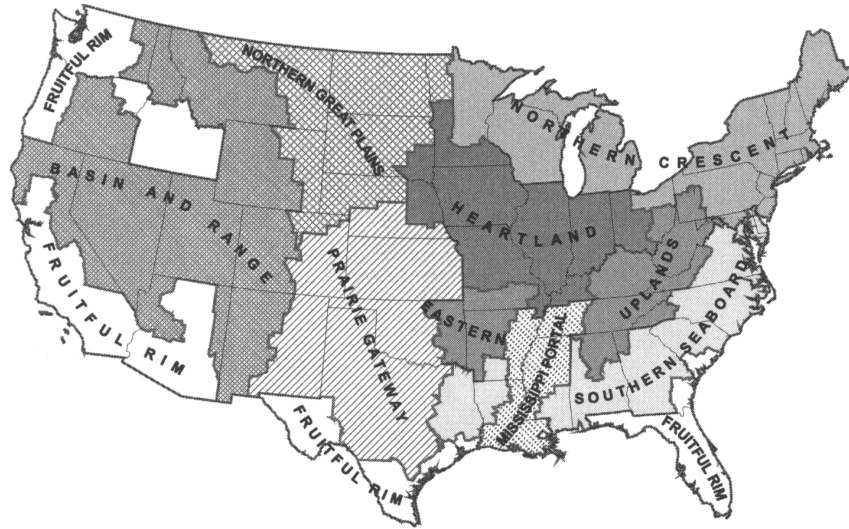 FRUITFUL RIM
NORTHERN GREAT PLAINS
NORTHERN CRESCENT
BASIN AND RANGE
HEARTLAND
FRUITFUL RIM
PRAIRIE GATEWAY
EASTERN UPLANDS
MISSISSIPPI PORTAL
SOUTHERN SEABOARD
FRUITFUL RIM
FRUITFUL RIM